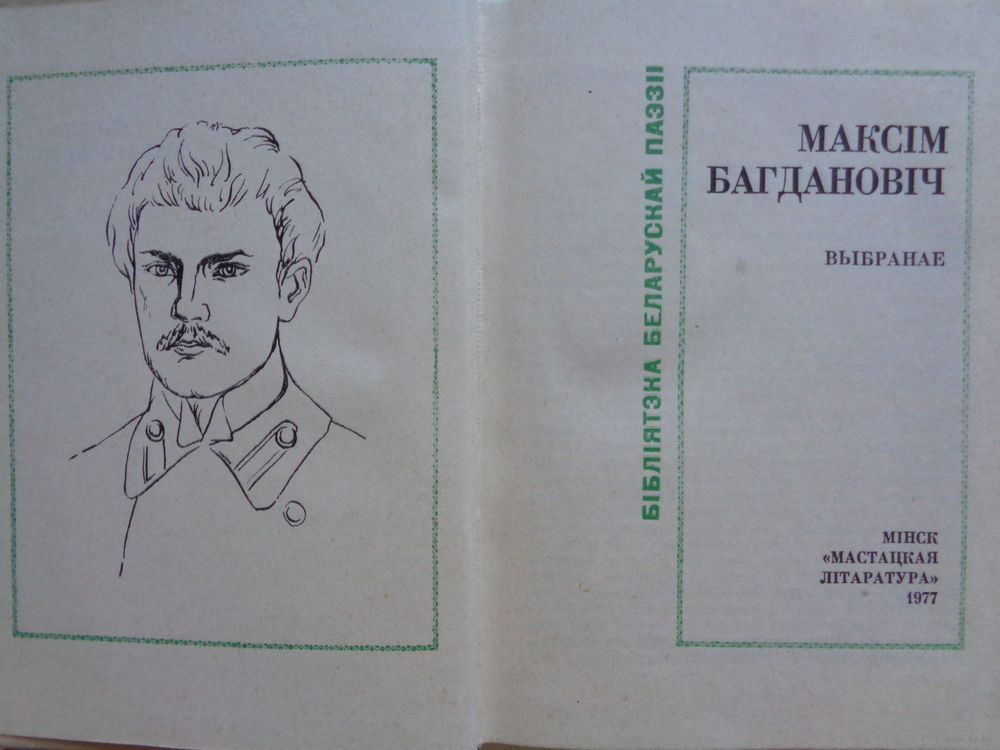 БІБЛІЯТЭКА БЕЛАРУСКАЙ ПАЭЗІІ
МАКСІМ
БАГДАНОВІЧ
ВЫБРАНАЕ
МІНСК
«МАСТАЦКАЯ
ЛІТАРАТУРА»
1977